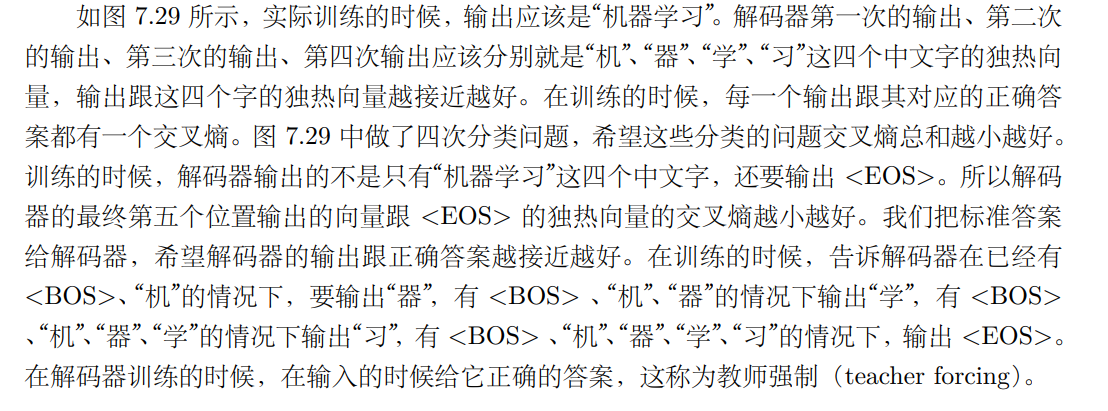 如图 7.29 所示，实际训练的时候，输出应该是“机器学习”。解码器第一次的输出、第二次
的输出、第三次的输出、第四次输出应该分别就是“机”、“器”、“学”、“习”这四个中文字的独热向
量，输出跟这四个字的独热向量越接近越好。在训练的时候，每一个输出跟其对应的正确答
案都有一个交叉熵。图 7.29 中做了四次分类问题，希望这些分类的问题交叉熵总和越小越好。
训练的时候，解码器输出的不是只有“机器学习”这四个中文字，还要输出 <EOS>。所以解码
器的最终第五个位置输出的向量跟 <EOS> 的独热向量的交叉熵越小越好。我们把标准答案
给解码器，希望解码器的输出跟正确答案越接近越好。在训练的时候，告诉解码器在已经有
<BOS>、“机”的情况下，要输出“器”，有 <BOS> 、“机”、“器”的情况下输出“学”，有 <BOS>
、“机”、“器”、“学”的情况下输出“习”，有 <BOS> 、“机”、“器”、“学”、“习”的情况下，输出 <EOS>。
在解码器训练的时候，在输入的时候给它正确的答案，这称为教师强制（teacher forcing）。